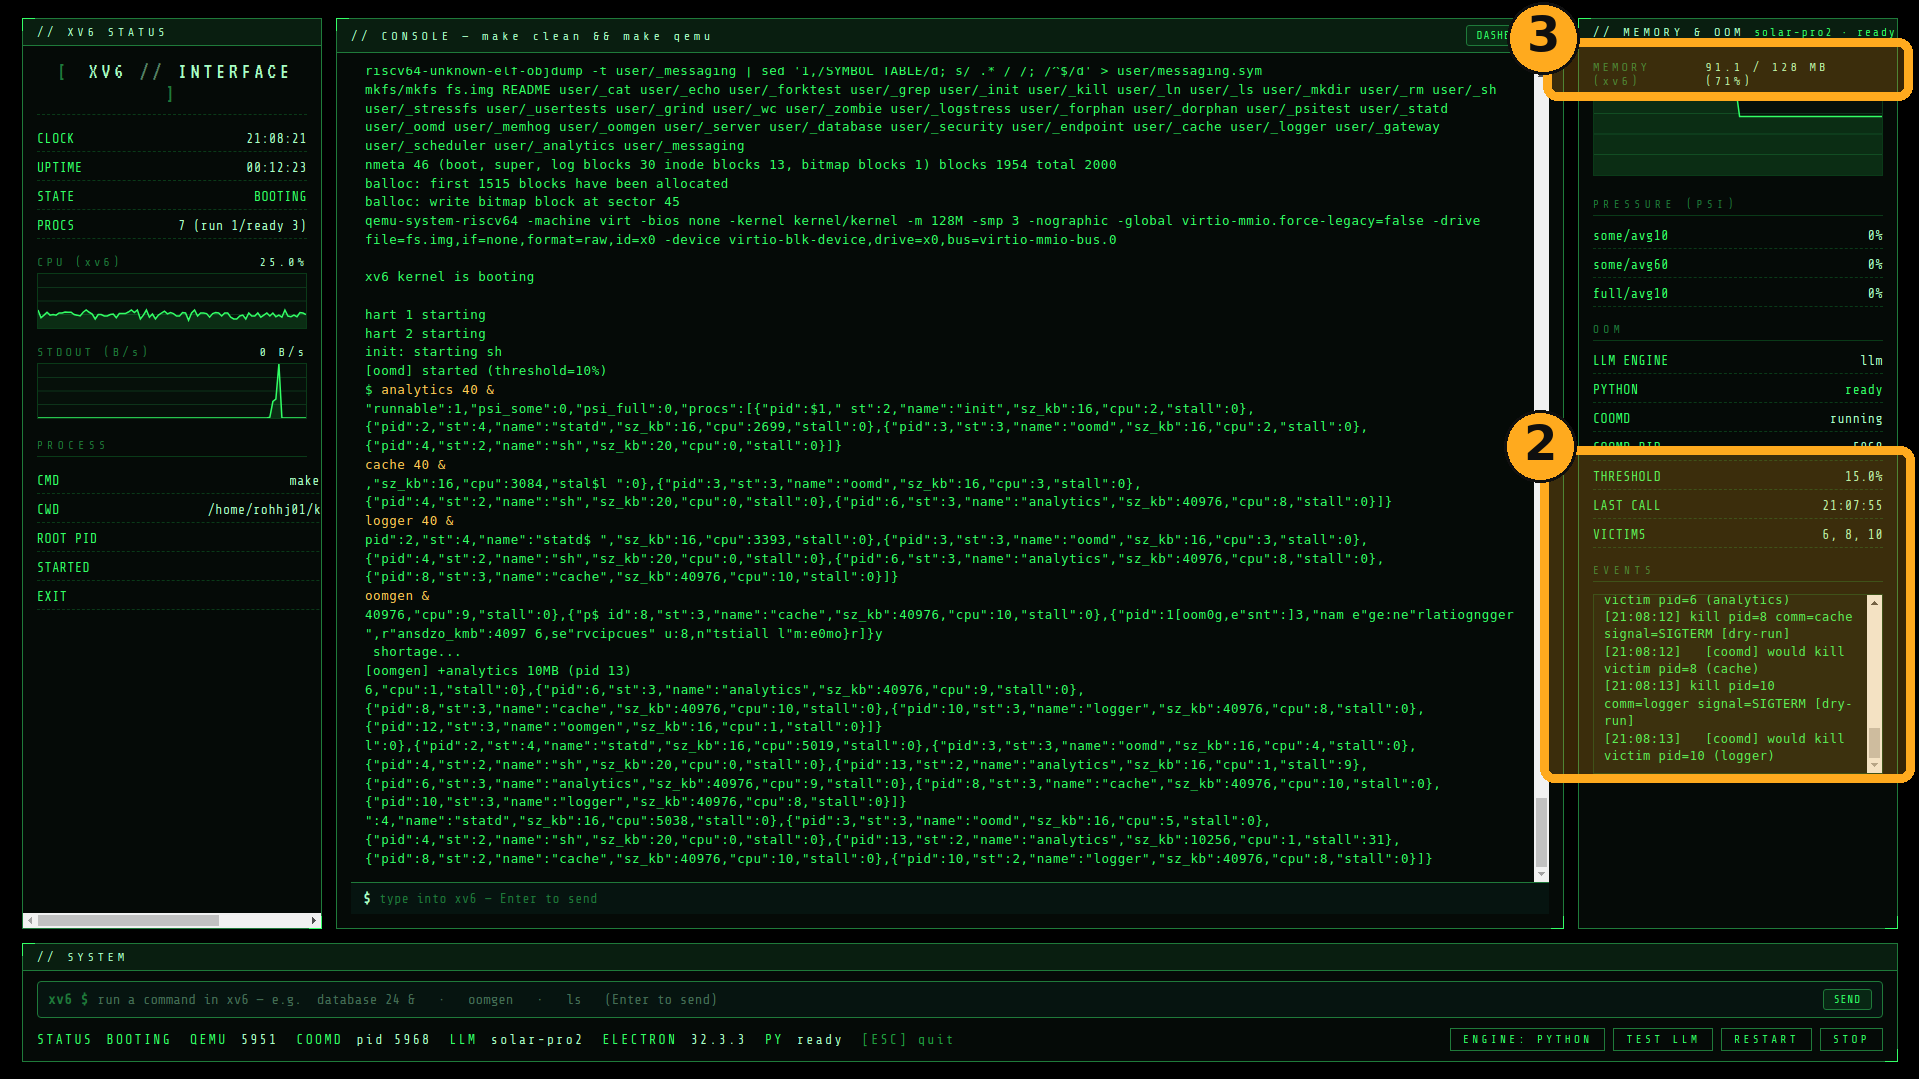 // XV6 STATUS
[ XV6 // INTERFACE
]
CLOCK 21:08:21
UPTIME 00:12:23
STATE BOOTING
PROCS 7 (run 1/ready 3)
CPU (xv6) 25.0%
STDOUT (B/s) 0 B/s
PROCESS
CMD make
CWD /home/rohhj01/k
ROOT PID
STARTED
EXIT
// CONSOLE — make clean && make qemu
riscv64-unknown-elf-objdump -t user/_messaging | sed '1,/SYMBOL TABLE/d; s/ .* / /; /^$/d' > user/messaging.sym
mkfs/mkfs fs.img README user/_cat user/_echo user/_forktest user/_grep user/_init user/_kill user/_ln user/_ls user/_mkdir user/_rm user/_sh
user/_stressfs user/_usertests user/_grind user/_wc user/_zombie user/_logstress user/_forphan user/_dorphan user/_psitest user/_statd
user/_oomd user/_memhog user/_oomgen user/_server user/_database user/_security user/_endpoint user/_cache user/_logger user/_gateway
user/_scheduler user/_analytics user/_messaging
nmeta 46 (boot, super, log blocks 30 inode blocks 13, bitmap blocks 1) blocks 1954 total 2000
balloc: first 1515 blocks have been allocated
balloc: write bitmap block at sector 45
qemu-system-riscv64 -machine virt -bios none -kernel kernel/kernel -m 128M -smp 3 -nographic -global virtio-mmio.force-legacy=false -drive
file=fs.img,if=none,format=raw,id=x0 -device virtio-blk-device,drive=x0,bus=virtio-mmio-bus.0
xv6 kernel is booting
hart 1 starting
hart 2 starting
init: starting sh
[oomd] started (threshold=10%)
$ analytics 40 &
"runnable":1,"psi_some":0,"psi_full":0,"procs":[{"pid":$1," st":2,"name":"init","sz_kb":16,"cpu":2,"stall":0},
{"pid":2,"st":4,"name":"statd","sz_kb":16,"cpu":2699,"stall":0},{"pid":3,"st":3,"name":"oomd","sz_kb":16,"cpu":2,"stall":0},
{"pid":4,"st":2,"name":"sh","sz_kb":20,"cpu":0,"stall":0}]}
cache 40 &
,"sz_kb":16,"cpu":3084,"stal$l ":0},{"pid":3,"st":3,"name":"oomd","sz_kb":16,"cpu":3,"stall":0},
{"pid":4,"st":2,"name":"sh","sz_kb":20,"cpu":0,"stall":0},{"pid":6,"st":3,"name":"analytics","sz_kb":40976,"cpu":8,"stall":0}]}
logger 40 &
pid":2,"st":4,"name":"statd$ ","sz_kb":16,"cpu":3393,"stall":0},{"pid":3,"st":3,"name":"oomd","sz_kb":16,"cpu":3,"stall":0},
{"pid":4,"st":2,"name":"sh","sz_kb":20,"cpu":0,"stall":0},{"pid":6,"st":3,"name":"analytics","sz_kb":40976,"cpu":8,"stall":0},
{"pid":8,"st":3,"name":"cache","sz_kb":40976,"cpu":10,"stall":0}]}
oomgen &
40976,"cpu":9,"stall":0},{"p$ id":8,"st":3,"name":"cache","sz_kb":40976,"cpu":10,"stall":0},{"pid":1[oom0g,e"snt":]3,"nam e"ge:ne"rlatiogngger
",r"ansdzo_kmb":4097 6,se"rvcipcues" u:8,n"tstiall l"m:e0mo}r]}y
shortage...
[oomgen] +analytics 10MB (pid 13)
6,"cpu":1,"stall":0},{"pid":6,"st":3,"name":"analytics","sz_kb":40976,"cpu":9,"stall":0},
{"pid":8,"st":3,"name":"cache","sz_kb":40976,"cpu":10,"stall":0},{"pid":10,"st":3,"name":"logger","sz_kb":40976,"cpu":8,"stall":0},
{"pid":12,"st":3,"name":"oomgen","sz_kb":16,"cpu":1,"stall":0}]}
l":0},{"pid":2,"st":4,"name":"statd","sz_kb":16,"cpu":5019,"stall":0},{"pid":3,"st":3,"name":"oomd","sz_kb":16,"cpu":4,"stall":0},
{"pid":4,"st":2,"name":"sh","sz_kb":20,"cpu":0,"stall":0},{"pid":13,"st":2,"name":"analytics","sz_kb":16,"cpu":1,"stall":9},
{"pid":6,"st":3,"name":"analytics","sz_kb":40976,"cpu":9,"stall":0},{"pid":8,"st":3,"name":"cache","sz_kb":40976,"cpu":10,"stall":0},
{"pid":10,"st":3,"name":"logger","sz_kb":40976,"cpu":8,"stall":0}]}
":4,"name":"statd","sz_kb":16,"cpu":5038,"stall":0},{"pid":3,"st":3,"name":"oomd","sz_kb":16,"cpu":5,"stall":0},
{"pid":4,"st":2,"name":"sh","sz_kb":20,"cpu":0,"stall":0},{"pid":13,"st":2,"name":"analytics","sz_kb":10256,"cpu":1,"stall":31},
{"pid":8,"st":2,"name":"cache","sz_kb":40976,"cpu":10,"stall":0},{"pid":10,"st":2,"name":"logger","sz_kb":40976,"cpu":8,"stall":0}]}
$ type into xv6 — Enter to send
3
2
// MEMORY & OOM solar-pro2 · ready
MEMORY (xv6) 91.1 / 128 MB (71%)
PRESSURE (PSI)
some/avg10 0%
some/avg60 0%
full/avg10 0%
OOM
LLM ENGINE llm
PYTHON ready
COOMD running
COOMD PID 5968
THRESHOLD 15.0%
LAST CALL 21:07:55
VICTIMS 6, 8, 10
EVENTS
victim pid=6 (analytics)
[21:08:12] kill pid=8 comm=cache
signal=SIGTERM [dry-run]
[21:08:12] [coomd] would kill
victim pid=8 (cache)
[21:08:13] kill pid=10
comm=logger signal=SIGTERM [dry-
run]
[21:08:13] [coomd] would kill
victim pid=10 (logger)
// SYSTEM
xv6 $ run a command in xv6 — e.g. database 24 & · oomgen · ls (Enter to send) SEND
STATUS BOOTING QEMU 5951 COOMD pid 5968 LLM solar-pro2 ELECTRON 32.3.3 PY ready [ESC] quit ENGINE: PYTHON TEST LLM RESTART STOP